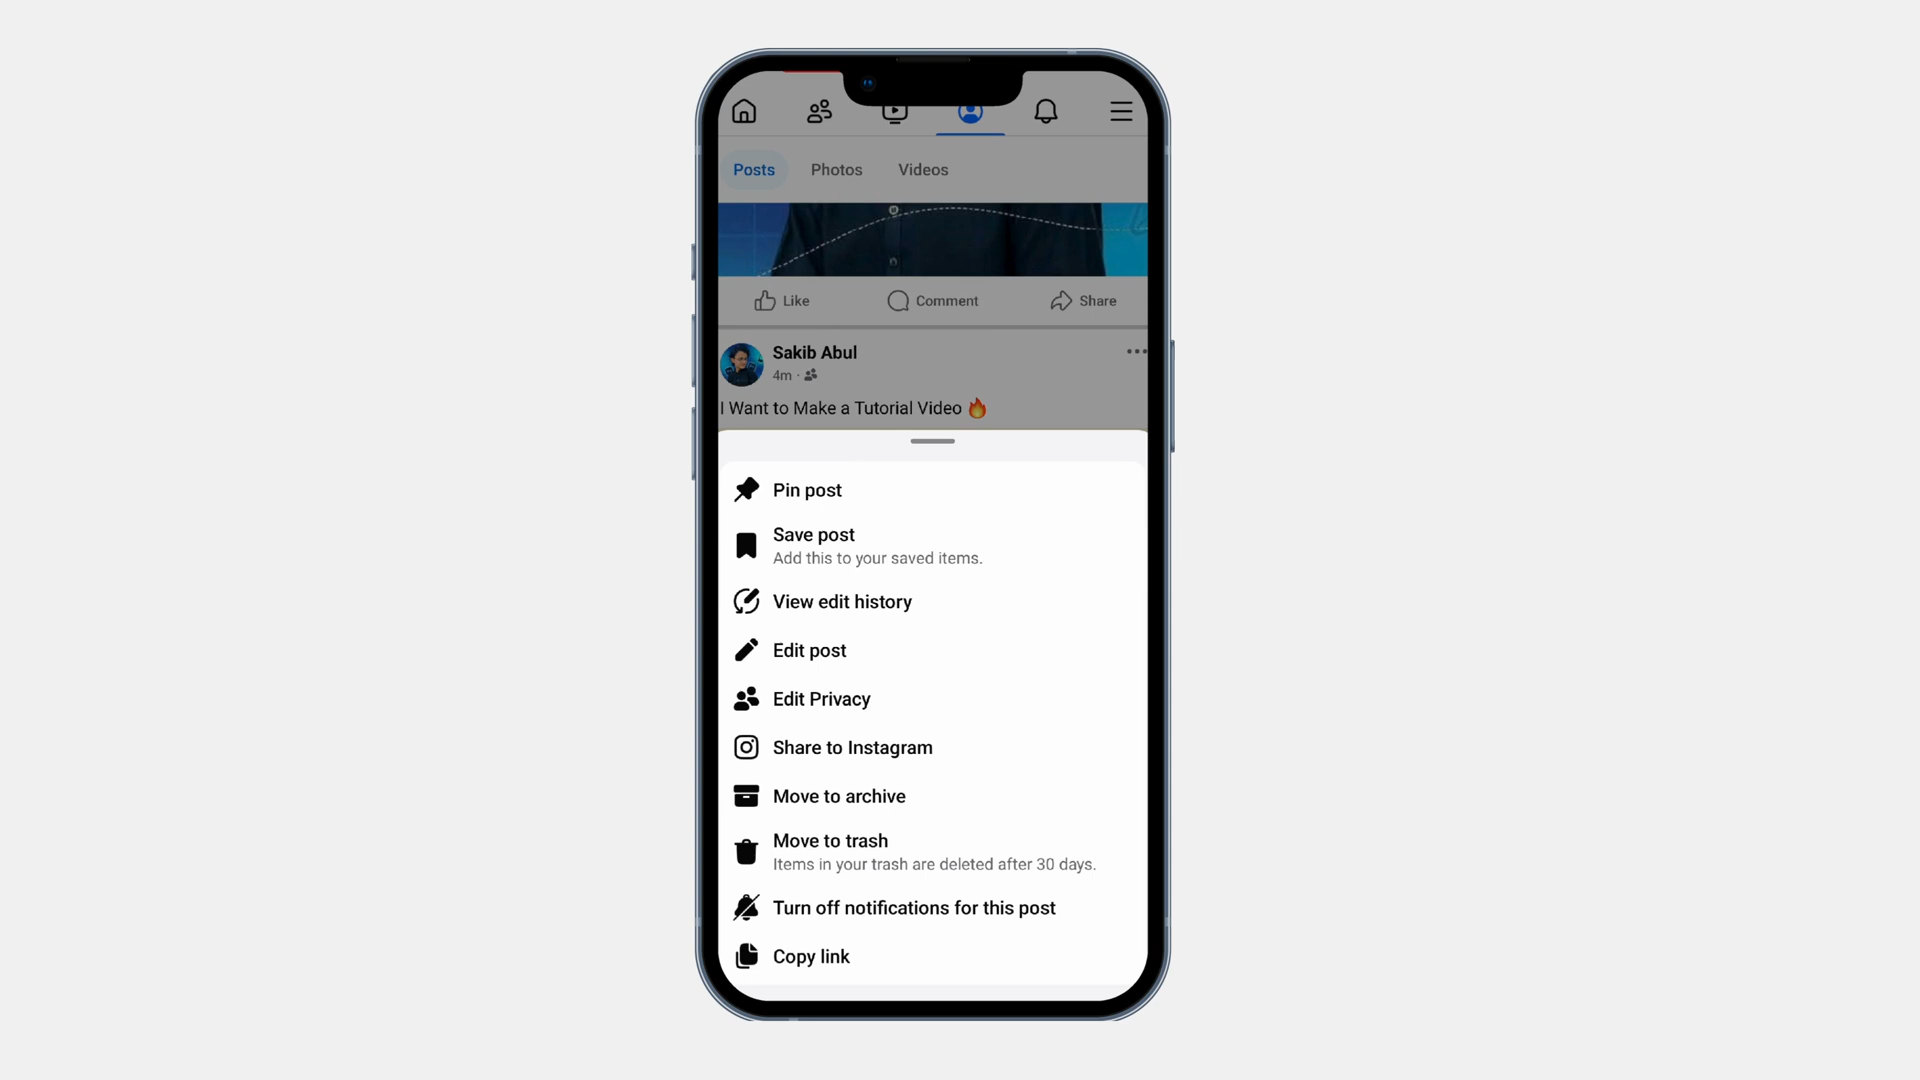 Posts Photos Videos
Like Comment Share
Sakib Abul
4m ·
I Want to Make a Tutorial Video 🔥
Pin post
Save post
Add this to your saved items.
View edit history
Edit post
Edit Privacy
Share to Instagram
Move to archive
Move to trash
Items in your trash are deleted after 30 days.
Turn off notifications for this post
Copy link